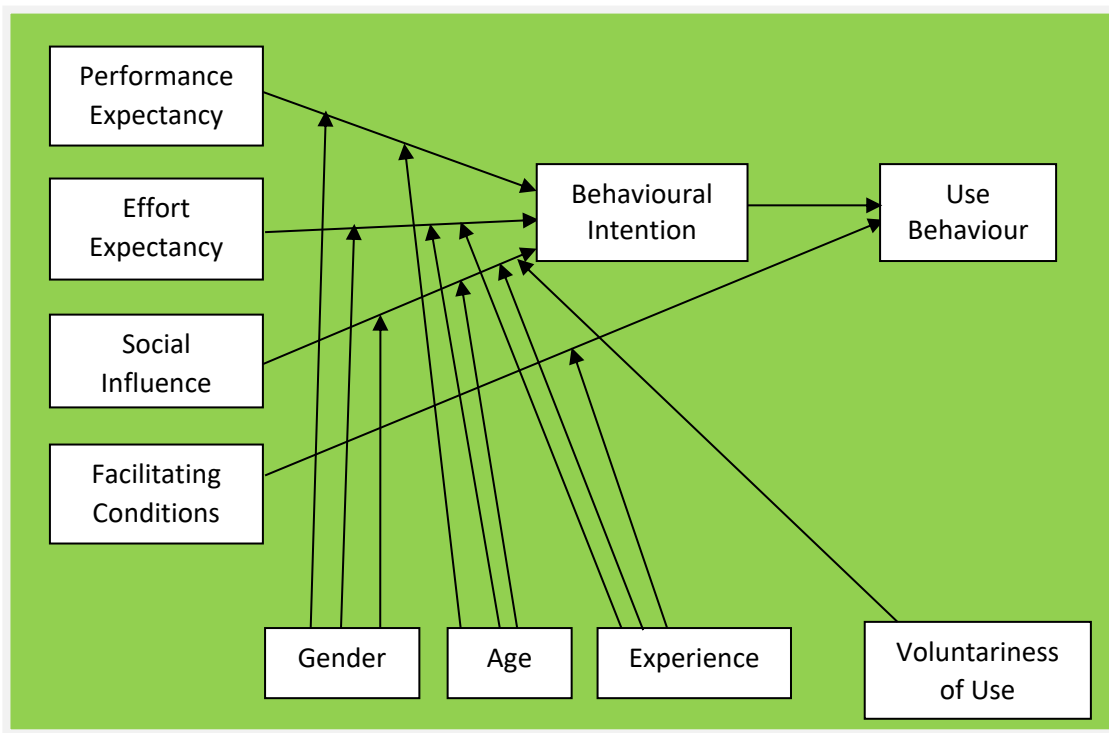 Performance
Expectancy
Effort
Expectancy
Behavioural
Intention
Use
Behaviour
Social
Influence
Facilitating
Conditions
Gender
Age
Experience
Voluntariness
of Use